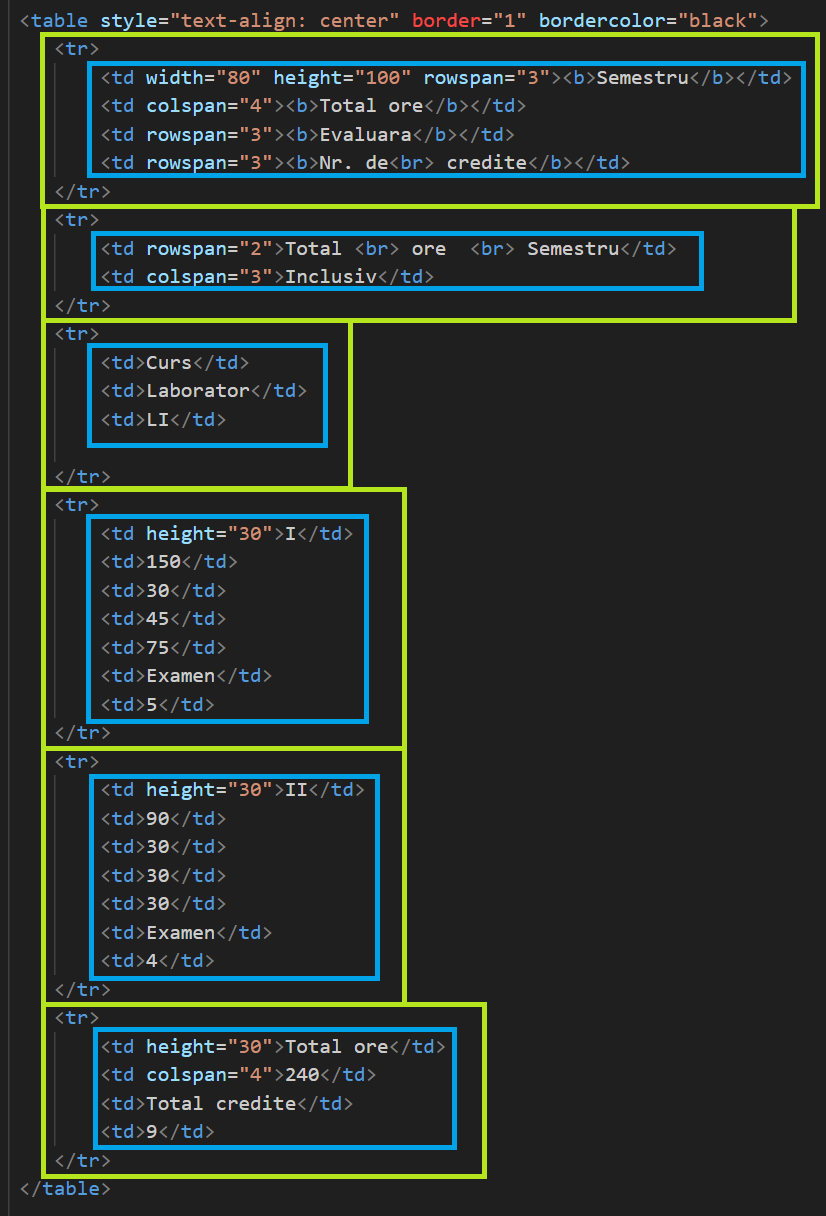 <table style="text-align: center" border="1" bordercolor="black">
<tr>
<td width="80" height="100" rowspan="3"><b>Semestru</b></td>
<td colspan="4"><b>Total ore</b></td>
<td rowspan="3"><b>Evaluara</b></td>
<td rowspan="3"><b>Nr. de<br> credite</b></td>
</tr>
<tr>
<td rowspan="2">Total <br> ore  <br> Semestru</td>
<td colspan="3">Inclusiv</td>
</tr>
<tr>
<td>Curs</td>
<td>Laborator</td>
<td>LI</td>
</tr>
<tr>
<td height="30">I</td>
<td>150</td>
<td>30</td>
<td>45</td>
<td>75</td>
<td>Examen</td>
<td>5</td>
</tr>
<tr>
<td height="30">II</td>
<td>90</td>
<td>30</td>
<td>30</td>
<td>30</td>
<td>Examen</td>
<td>4</td>
</tr>
<tr>
<td height="30">Total ore</td>
<td colspan="4">240</td>
<td>Total credite</td>
<td>9</td>
</tr>
</table>